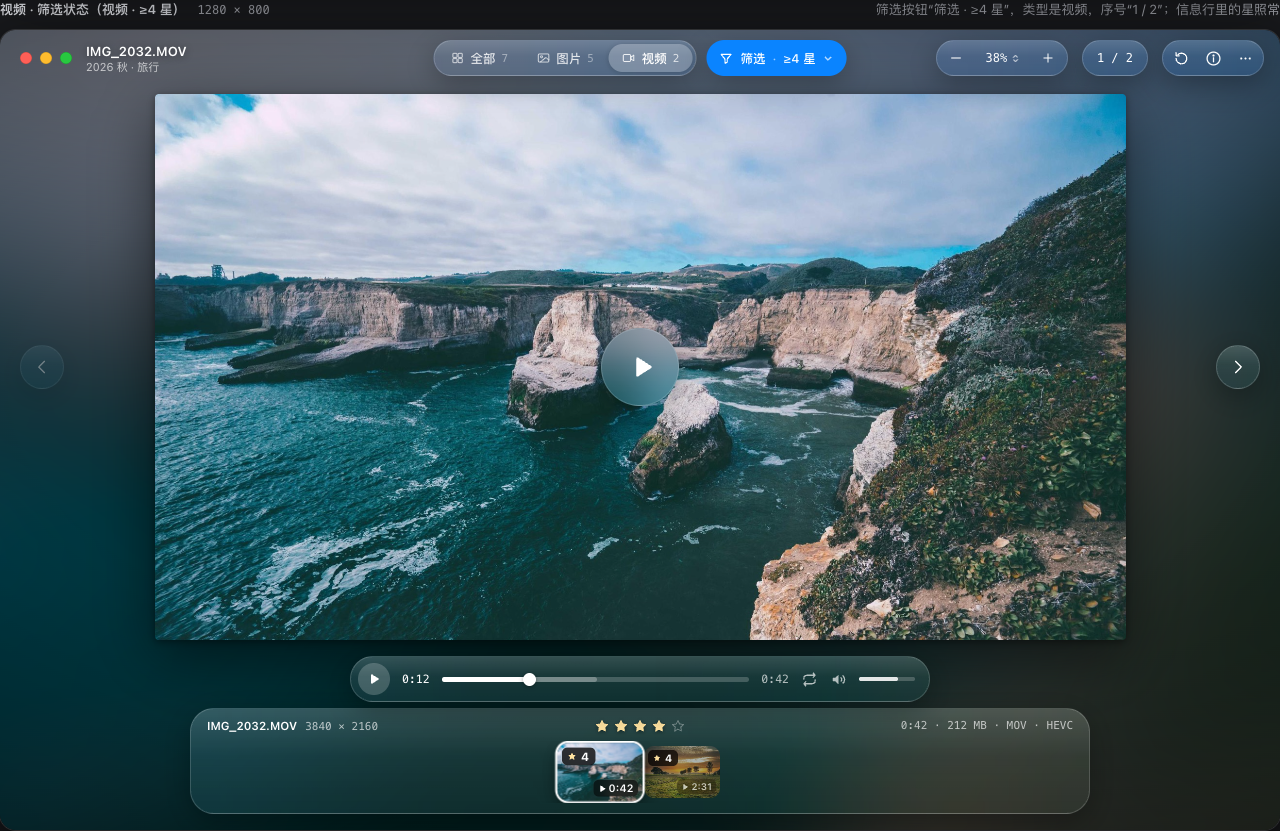 视频 · 筛选状态（视频 · ≥4 星） 1280 × 800
筛选按钮“筛选 · ≥4 星”，类型是视频，序号“1 / 2”；信息行里的星照常
IMG_2032.MOV
2026 秋 · 旅行
全部 7 图片 5 视频 2 筛选 · ≥4 星
38%
1 / 2
0:12 0:42
IMG_2032.MOV 3840 × 2160
0:42 · 212 MB · MOV · HEVC
4
0:42
4
2:31